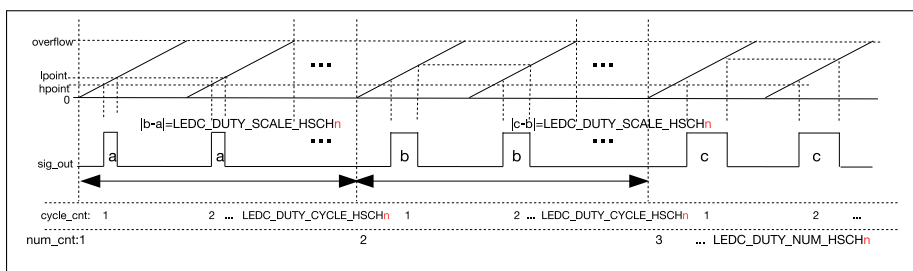 overflow
lpoint
hpoint
0
|b-a|=LEDC_DUTY_SCALE_HSCHn |c-b|=LEDC_DUTY_SCALE_HSCHn
sig_out a a b b c c
cycle_cnt: 1 2 ... LEDC_DUTY_CYCLE_HSCHn 1 2 ... LEDC_DUTY_CYCLE_HSCHn 1 2 ...
num_cnt:1 2 3 ... LEDC_DUTY_NUM_HSCHn